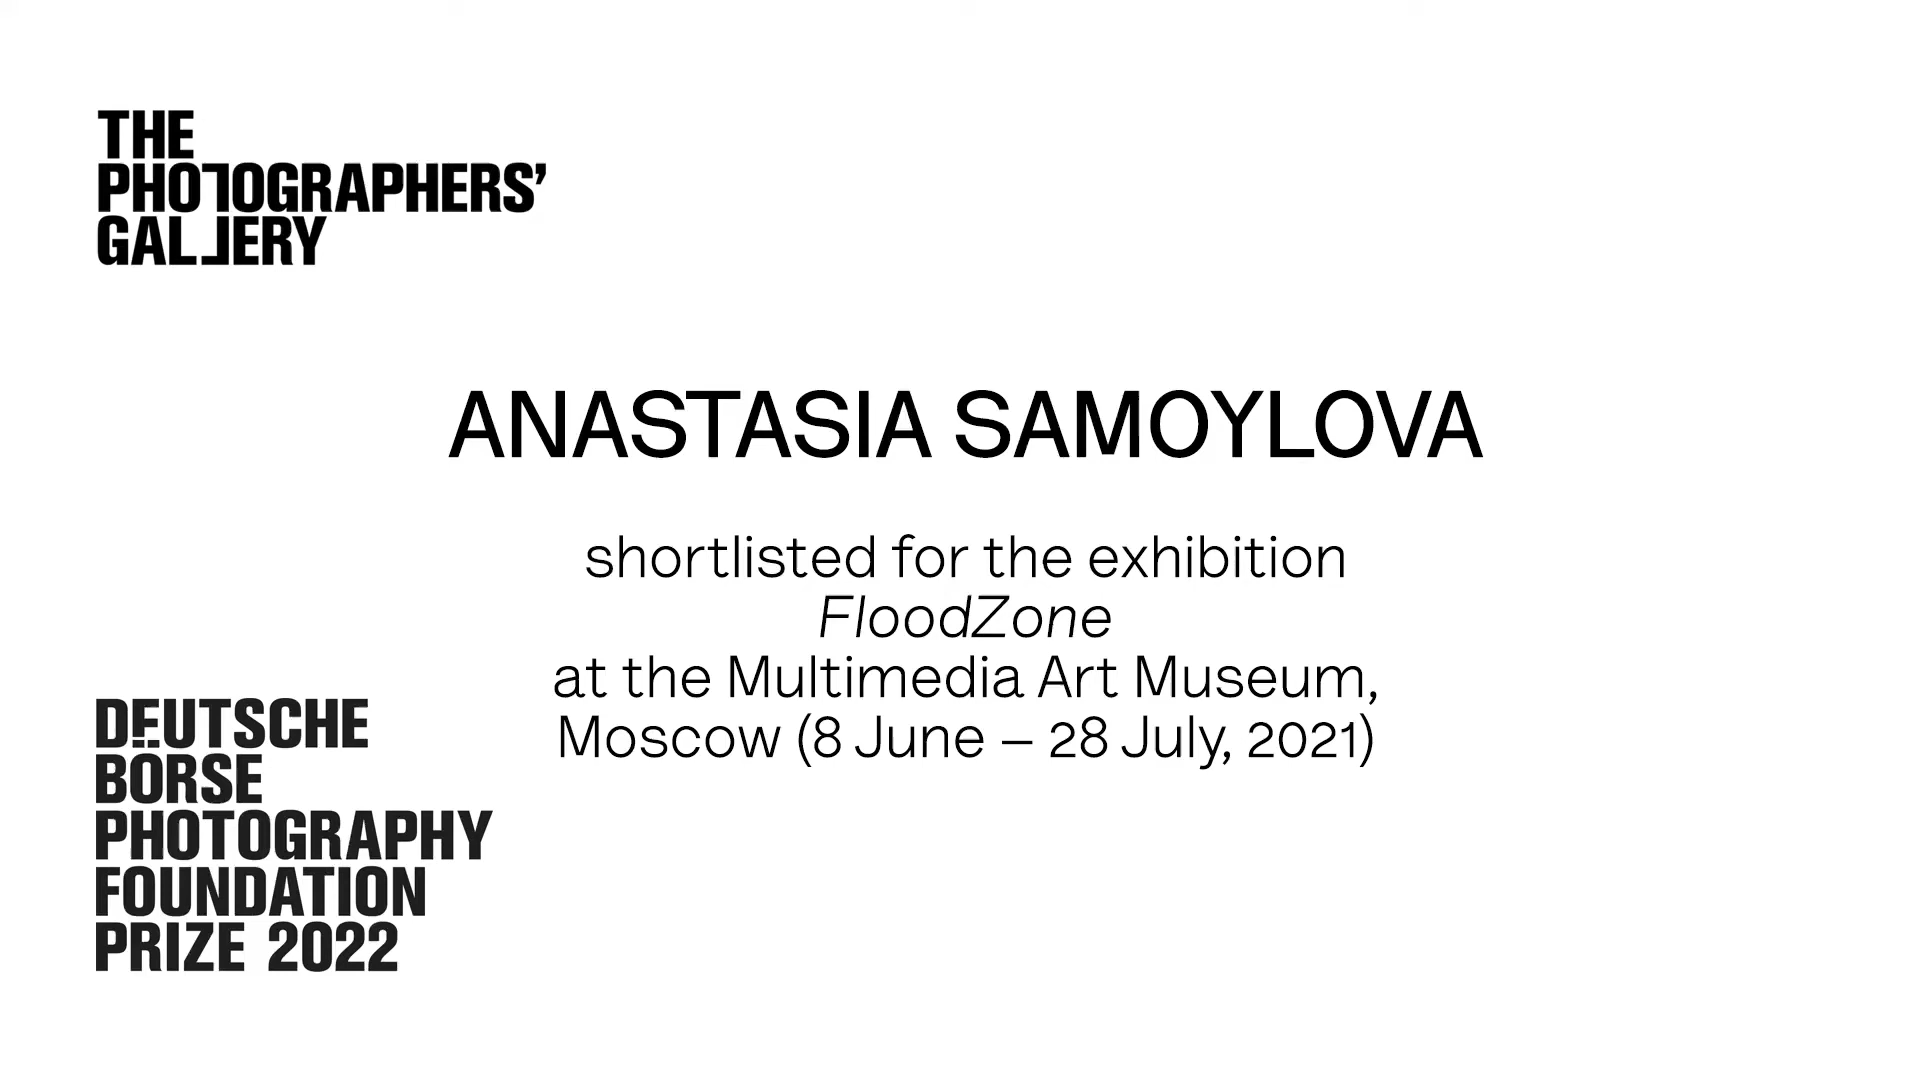 THE
PHOTOGRAPHERS’
GALLERY
ANASTASIA SAMOYLOVA
shortlisted for the exhibition
FloodZone
at the Multimedia Art Museum,
Moscow (8 June – 28 July, 2021)
DEUTSCHE
BÖRSE
PHOTOGRAPHY
FOUNDATION
PRIZE 2022